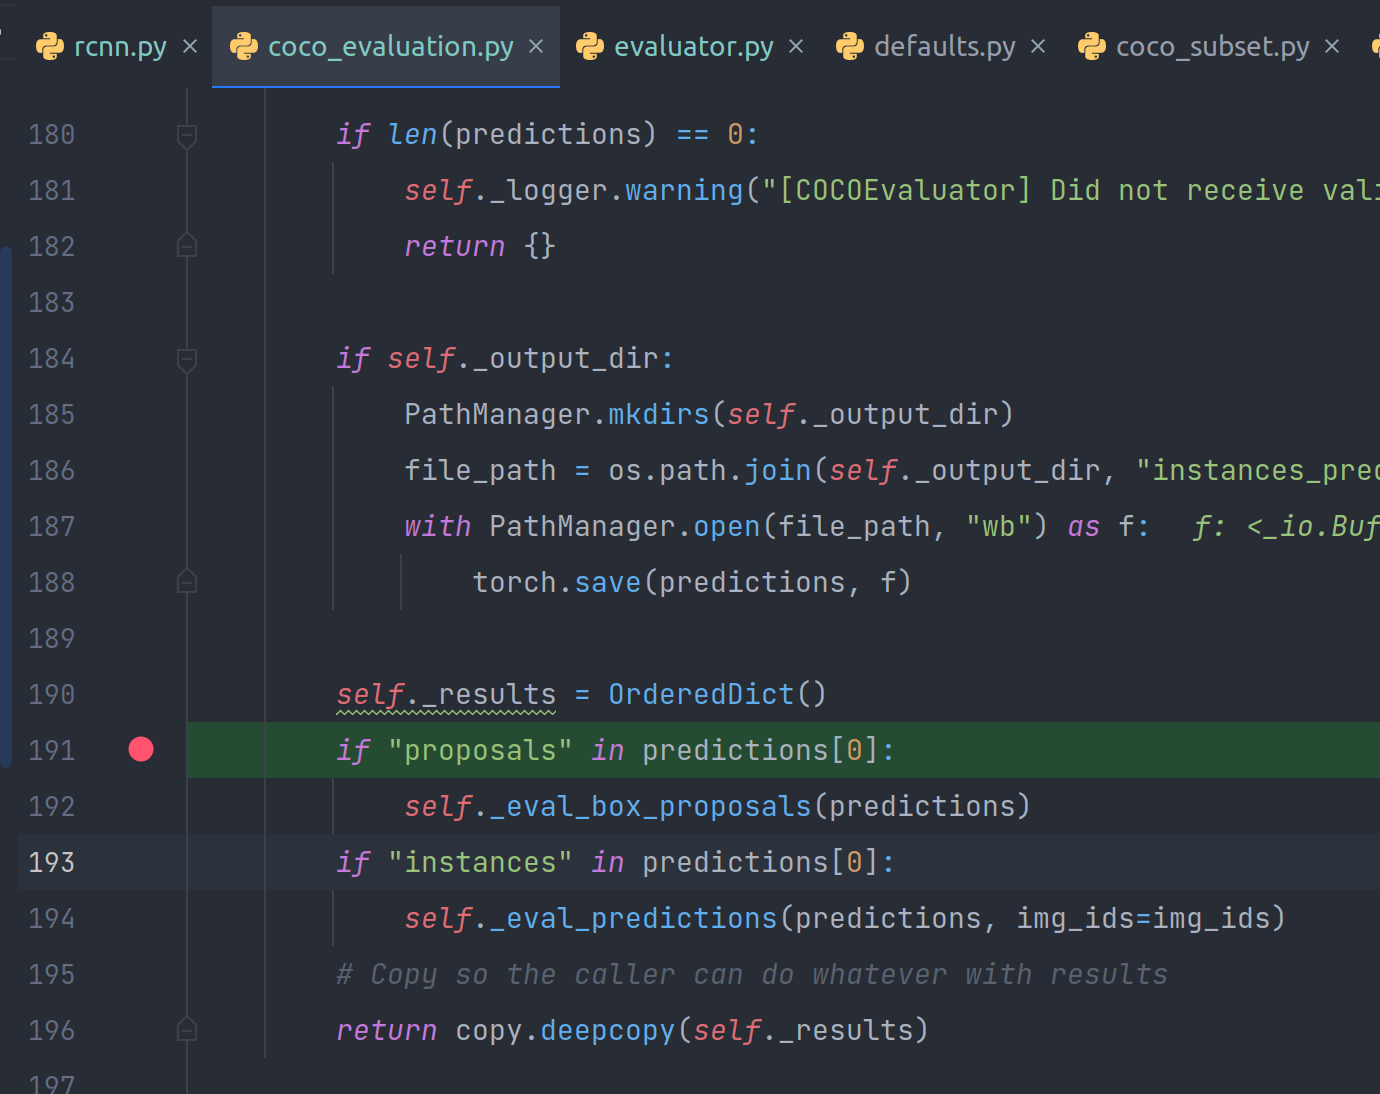 rcnn.py coco_evaluation.py evaluator.py defaults.py coco_subset.py
180 if len(predictions) == 0:
181 self._logger.warning("[COCOEvaluator] Did not receive vali
182 return {}
183
184 if self._output_dir:
185 PathManager.mkdirs(self._output_dir)
186 file_path = os.path.join(self._output_dir, "instances_pred
187 with PathManager.open(file_path, "wb") as f: f: <_io.Buf
188 torch.save(predictions, f)
189
190 self._results = OrderedDict()
191 if "proposals" in predictions[0]:
192 self._eval_box_proposals(predictions)
193 if "instances" in predictions[0]:
194 self._eval_predictions(predictions, img_ids=img_ids)
195 # Copy so the caller can do whatever with results
196 return copy.deepcopy(self._results)
197